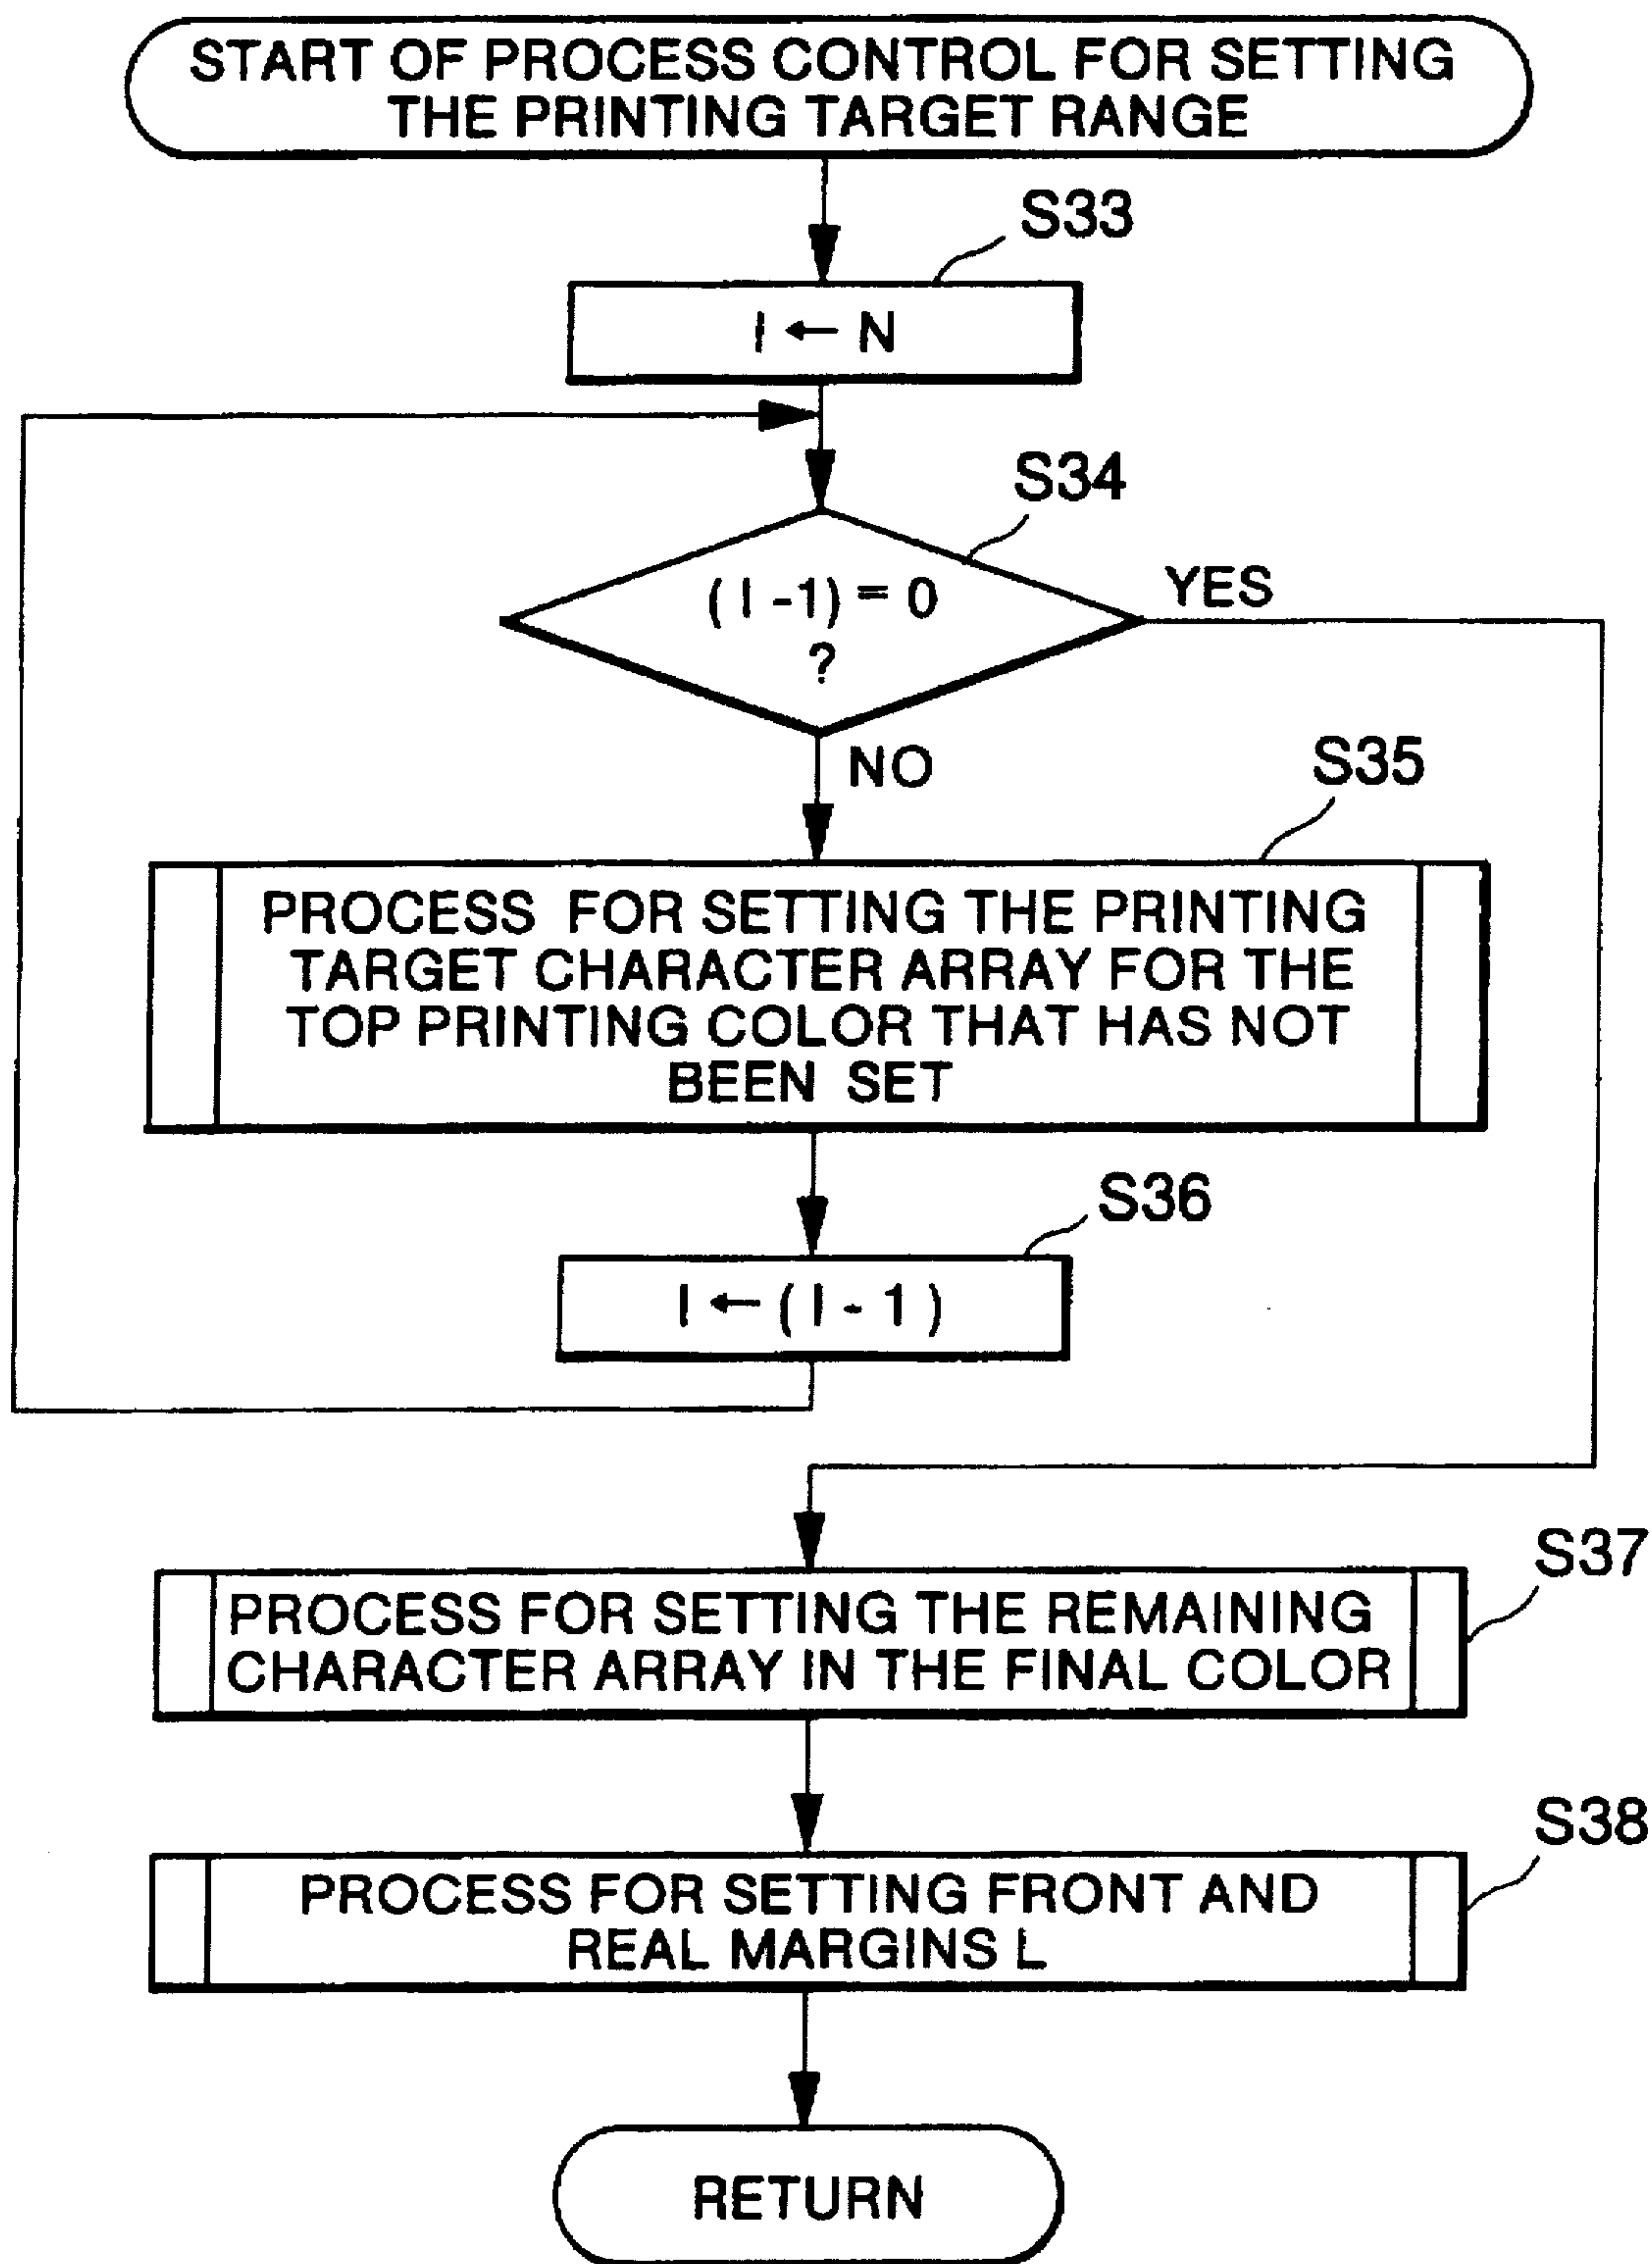 START OF PROCESS CONTROL FOR SETTING
THE PRINTING TARGET RANGE
S33
I ← N
S34
( I -1) = 0
?
YES
NO
S35
PROCESS FOR SETTING THE PRINTING
TARGET CHARACTER ARRAY FOR THE
TOP PRINTING COLOR THAT HAS NOT
BEEN SET
S36
I ← ( I - 1 )
S37
PROCESS FOR SETTING THE REMAINING
CHARACTER ARRAY IN THE FINAL COLOR
S38
PROCESS FOR SETTING FRONT AND
REAL MARGINS L
RETURN